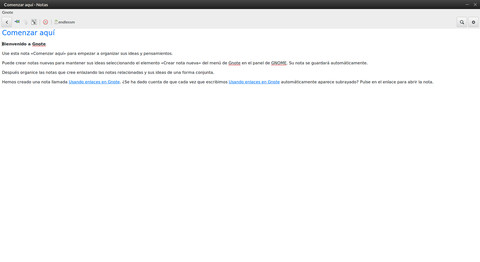 Comenzar aquí - Notas
Gnote
Comenzar aquí
Bienvenido a Gnote
Use esta nota «Comenzar aquí» para empezar a organizar sus ideas y pensamientos.
Puede crear notas nuevas para mantener sus ideas seleccionando el elemento «Crear nota nueva» del menú de Gnote en el panel de GNOME. Su nota se guardará automáticamente.
Después organice las notas que cree enlazando las notas relacionadas y sus ideas de una forma conjunta.
Hemos creado una nota llamada Usando enlaces en Gnote. ¿Se ha dado cuenta de que cada vez que escribimos Usando enlaces en Gnote automáticamente aparece subrayado? Pulse en el enlace para abrir la nota.